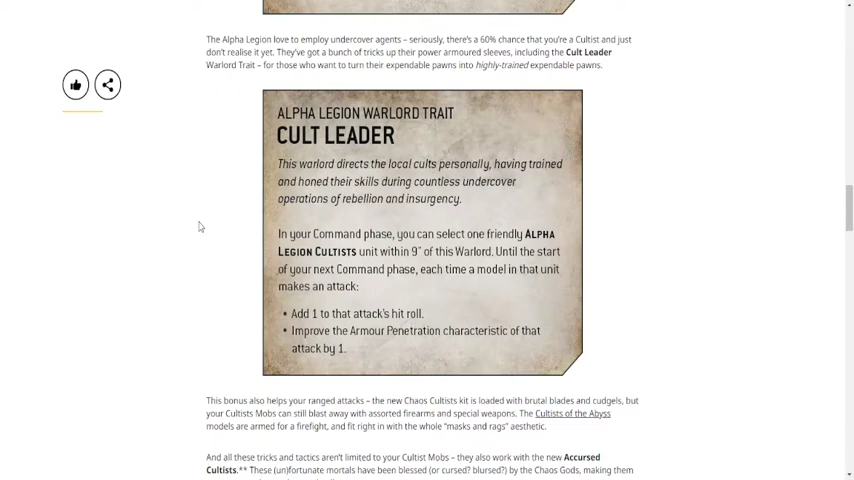 The Alpha Legion love to employ undercover agents – seriously, there's a 60% chance that you're a Cultist and just
don't realise it yet. They've got a bunch of tricks up their power armoured sleeves, including the Cult Leader
Warlord Trait – for those who want to turn their expendable pawns into highly-trained expendable pawns.
ALPHA LEGION WARLORD TRAIT
CULT LEADER
This warlord directs the local cults personally, having trained
and honed their skills during countless undercover
operations of rebellion and insurgency.
In your Command phase, you can select one friendly ALPHA
LEGION CULTISTS unit within 9" of this Warlord. Until the start
of your next Command phase, each time a model in that unit
makes an attack:
• Add 1 to that attack's hit roll.
• Improve the Armour Penetration characteristic of that
attack by 1.
This bonus also helps your ranged attacks – the new Chaos Cultists kit is loaded with brutal blades and cudgels, but
your Cultists Mobs can still blast away with assorted firearms and special weapons. The Cultists of the Abyss
models are armed for a firefight, and fit right in with the whole “masks and rags” aesthetic.
And all these tricks and tactics aren't limited to your Cultist Mobs – they also work with the new Accursed
Cultists.** These (un)fortunate mortals have been blessed (or cursed? blursed?) by the Chaos Gods, making them